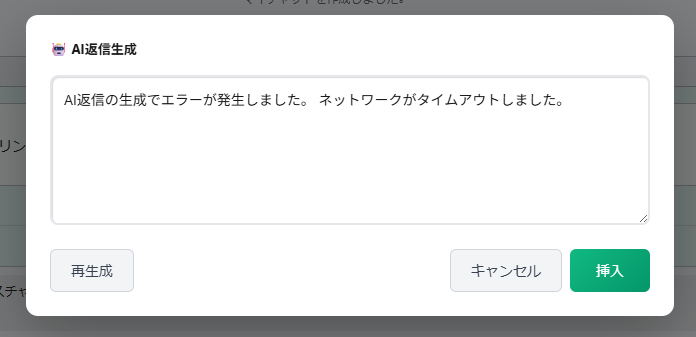 マイチャットを作成しました。
AI返信生成
AI返信の生成でエラーが発生しました。 ネットワークがタイムアウトしました。
リン
スチャ
再生成
キャンセル
挿入